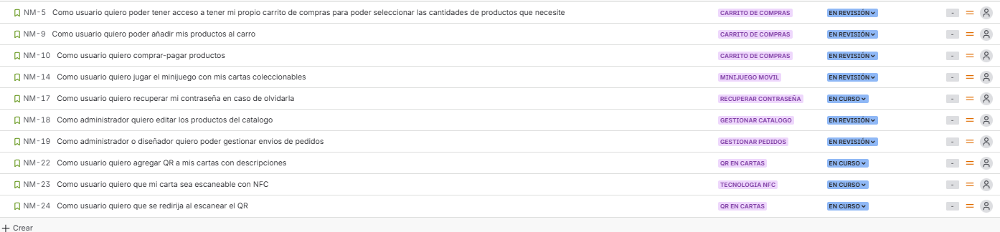 NM-5 Como usuario quiero poder tener acceso a tener mi propio carrito de compras para poder seleccionar las cantidades de productos que necesite CARRITO DE COMPRAS EN REVISIÓN -
NM-9 Como usuario quiero poder añadir mis productos al carro CARRITO DE COMPRAS EN REVISIÓN -
NM-10 Como usuario quiero comprar-pagar productos CARRITO DE COMPRAS EN REVISIÓN -
NM-14 Como usuario quiero jugar el minijuego con mis cartas coleccionables MINIJUEGO MOVIL EN REVISIÓN -
NM-17 Como usuario quiero recuperar mi contraseña en caso de olvidarla RECUPERAR CONTRASEÑA EN CURSO -
NM-18 Como administrador quiero editar los productos del catalogo GESTIONAR CATALOGO EN REVISIÓN -
NM-19 Como administrador o diseñador quiero poder gestionar envios de pedidos GESTIONAR PEDIDOS EN REVISIÓN -
NM-22 Como usuario quiero agregar QR a mis cartas con descripciones QR EN CARTAS EN CURSO -
NM-23 Como usuario quiero que mi carta sea escaneable con NFC TECNOLOGIA NFC EN CURSO -
NM-24 Como usuario quiero que se redirija al escanear el QR QR EN CARTAS EN CURSO -
+ Crear